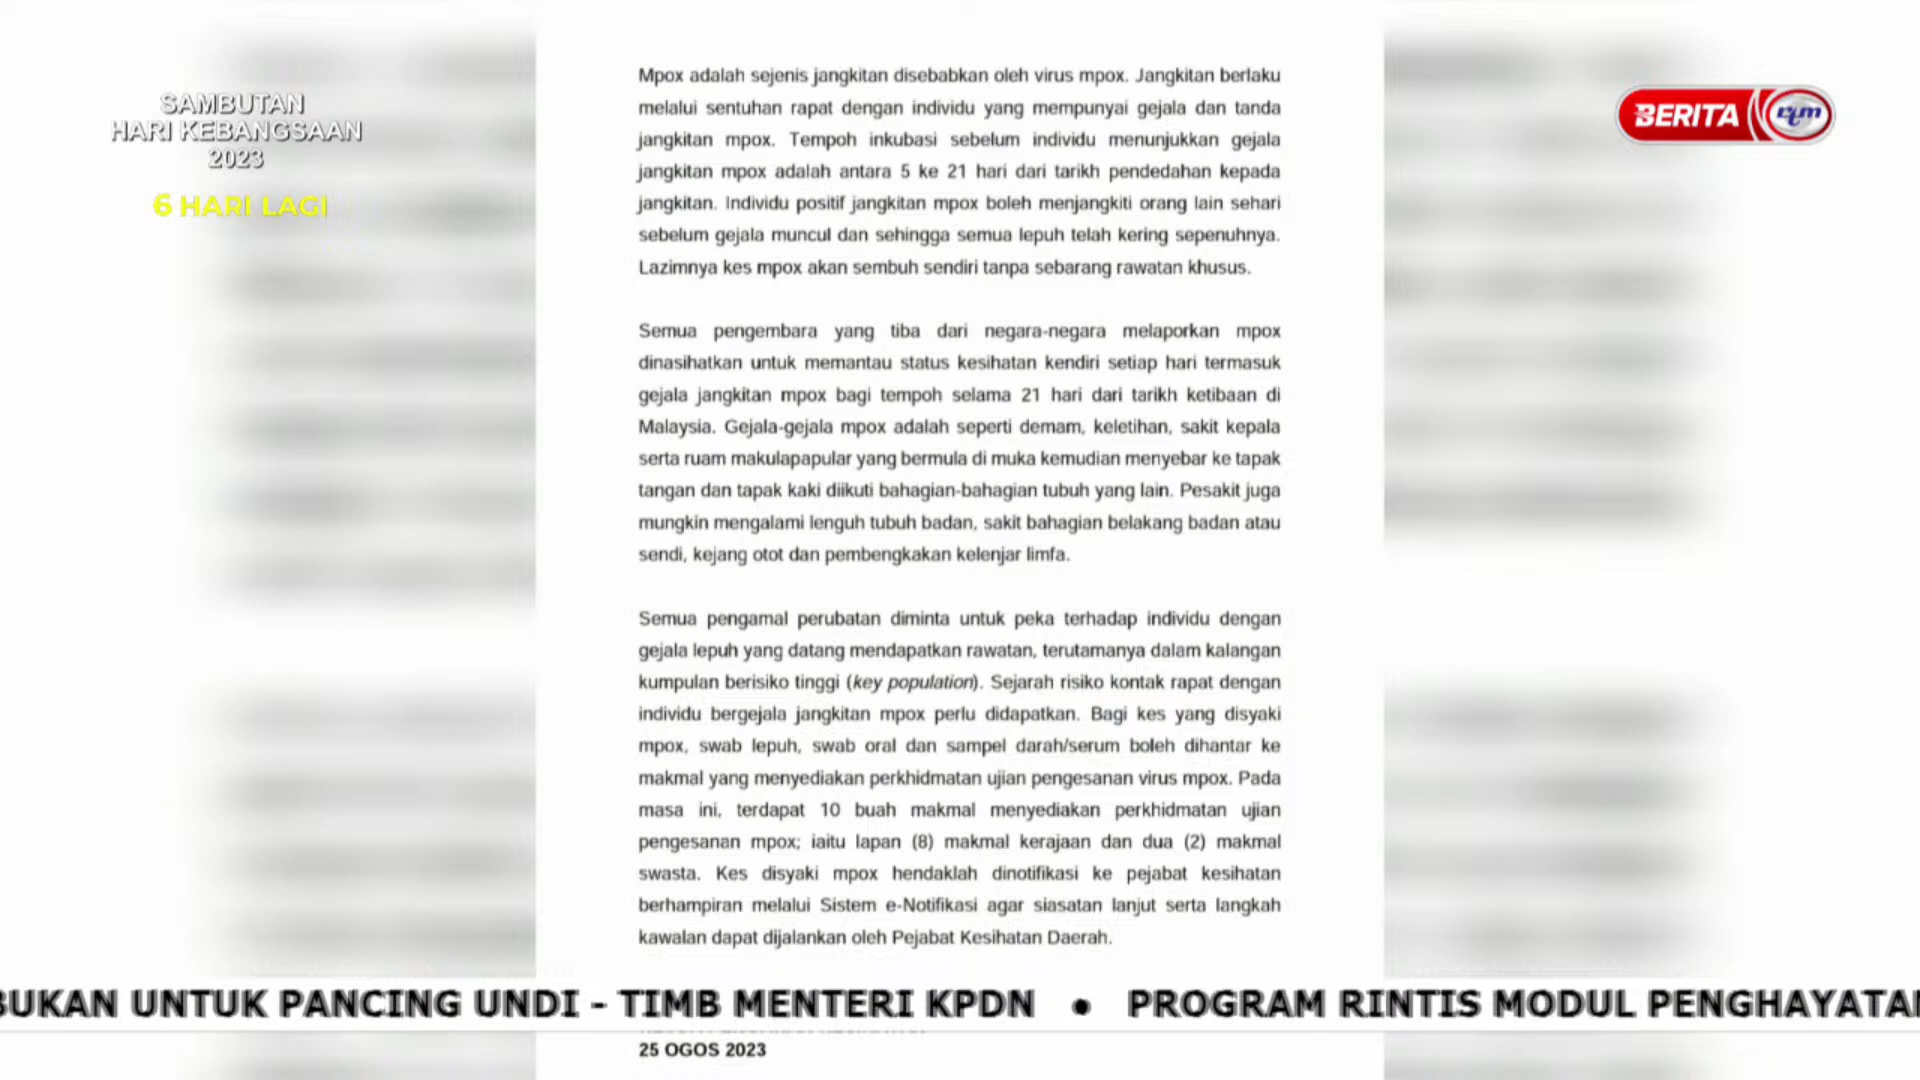 SAMBUTAN
HARI KEBANGSAAN
2023
6 HARI LAGI
BERITA rtm
Mpox adalah sejenis jangkitan disebabkan oleh virus mpox. Jangkitan berlaku
melalui sentuhan rapat dengan individu yang mempunyai gejala dan tanda
jangkitan mpox. Tempoh inkubasi sebelum individu menunjukkan gejala
jangkitan mpox adalah antara 5 ke 21 hari dari tarikh pendedahan kepada
jangkitan. Individu positif jangkitan mpox boleh menjangkiti orang lain sehari
sebelum gejala muncul dan sehingga semua lepuh telah kering sepenuhnya.
Lazimnya kes mpox akan sembuh sendiri tanpa sebarang rawatan khusus.
Semua pengembara yang tiba dari negara-negara melaporkan mpox
dinasihatkan untuk memantau status kesihatan kendiri setiap hari termasuk
gejala jangkitan mpox bagi tempoh selama 21 hari dari tarikh ketibaan di
Malaysia. Gejala-gejala mpox adalah seperti demam, keletihan, sakit kepala
serta ruam makulapapular yang bermula di muka kemudian menyebar ke tapak
tangan dan tapak kaki diikuti bahagian-bahagian tubuh yang lain. Pesakit juga
mungkin mengalami lenguh tubuh badan, sakit bahagian belakang badan atau
sendi, kejang otot dan pembengkakan kelenjar limfa.
Semua pengamal perubatan diminta untuk peka terhadap individu dengan
gejala lepuh yang datang mendapatkan rawatan, terutamanya dalam kalangan
kumpulan berisiko tinggi (key population). Sejarah risiko kontak rapat dengan
individu bergejala jangkitan mpox perlu didapatkan. Bagi kes yang disyaki
mpox, swab lepuh, swab oral dan sampel darah/serum boleh dihantar ke
makmal yang menyediakan perkhidmatan ujian pengesanan virus mpox. Pada
masa ini, terdapat 10 buah makmal menyediakan perkhidmatan ujian
pengesanan mpox; iaitu lapan (8) makmal kerajaan dan dua (2) makmal
swasta. Kes disyaki mpox hendaklah dinotifikasi ke pejabat kesihatan
berhampiran melalui Sistem e-Notifikasi agar siasatan lanjut serta langkah
kawalan dapat dijalankan oleh Pejabat Kesihatan Daerah.
BUKAN UNTUK PANCING UNDI - TIMB MENTERI KPDN • PROGRAM RINTIS MODUL PENGHAYATAN
25 OGOS 2023